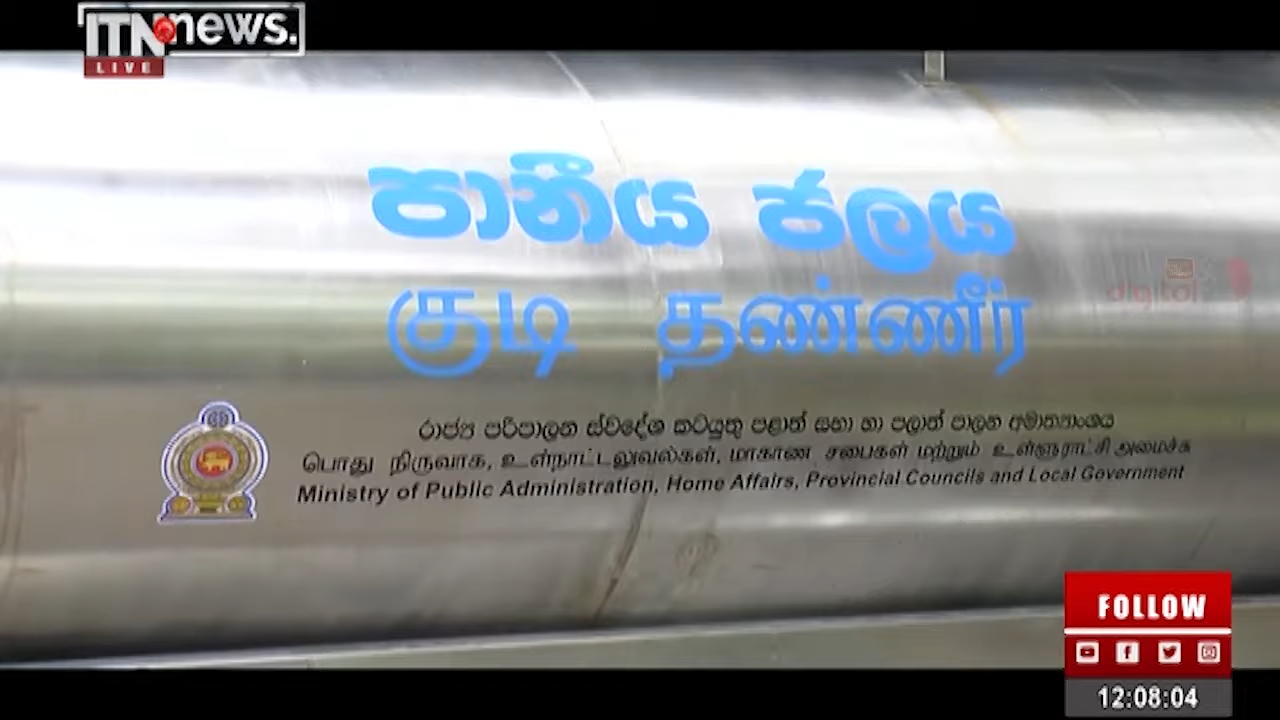 ITN news.
LIVE
පානීය ජලය
குடி தண்ணீர்
digital
රාජ්‍ය පරිපාලන ස්වදේශ කටයුතු පළාත් සභා හා පලාත් පාලන අමාත්‍යාංශය
பொது நிருவாக, உள்நாட்டலுவல்கள், மாகாண சபைகள் மற்றும் உள்ளூராட்சி அமைச்சு
Ministry of Public Administration, Home Affairs, Provincial Councils and Local Government
FOLLOW
12:08:04